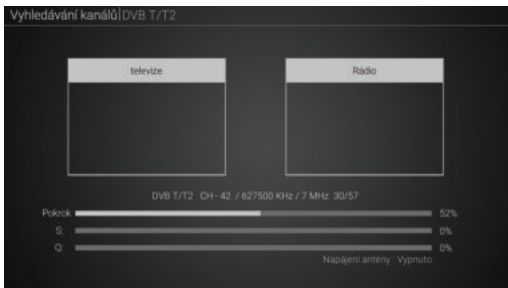 Vyhledávání kanálů|DVB T/T2
televize
Rádio
DVB T/T2 CH-42 / 627500 KHz / 7 MHz 30/57
Pokrok 52%
S: 0%
Q: 0%
Napájení antény : Vypnuto